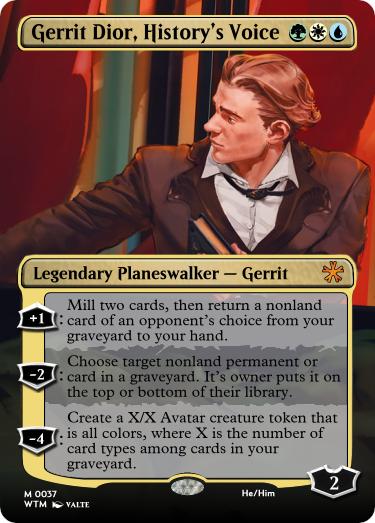 Gerrit Dior, History's Voice
Legendary Planeswalker — Gerrit
+1: Mill two cards, then return a nonland
card of an opponent's choice from your
graveyard to your hand.
-2: Choose target nonland permanent or
card in a graveyard. It's owner puts it on
the top or bottom of their library.
-4: Create a X/X Avatar creature token that
is all colors, where X is the number of
card types among cards in your
graveyard.
2
M 0037
He/Him
WTM VALTE